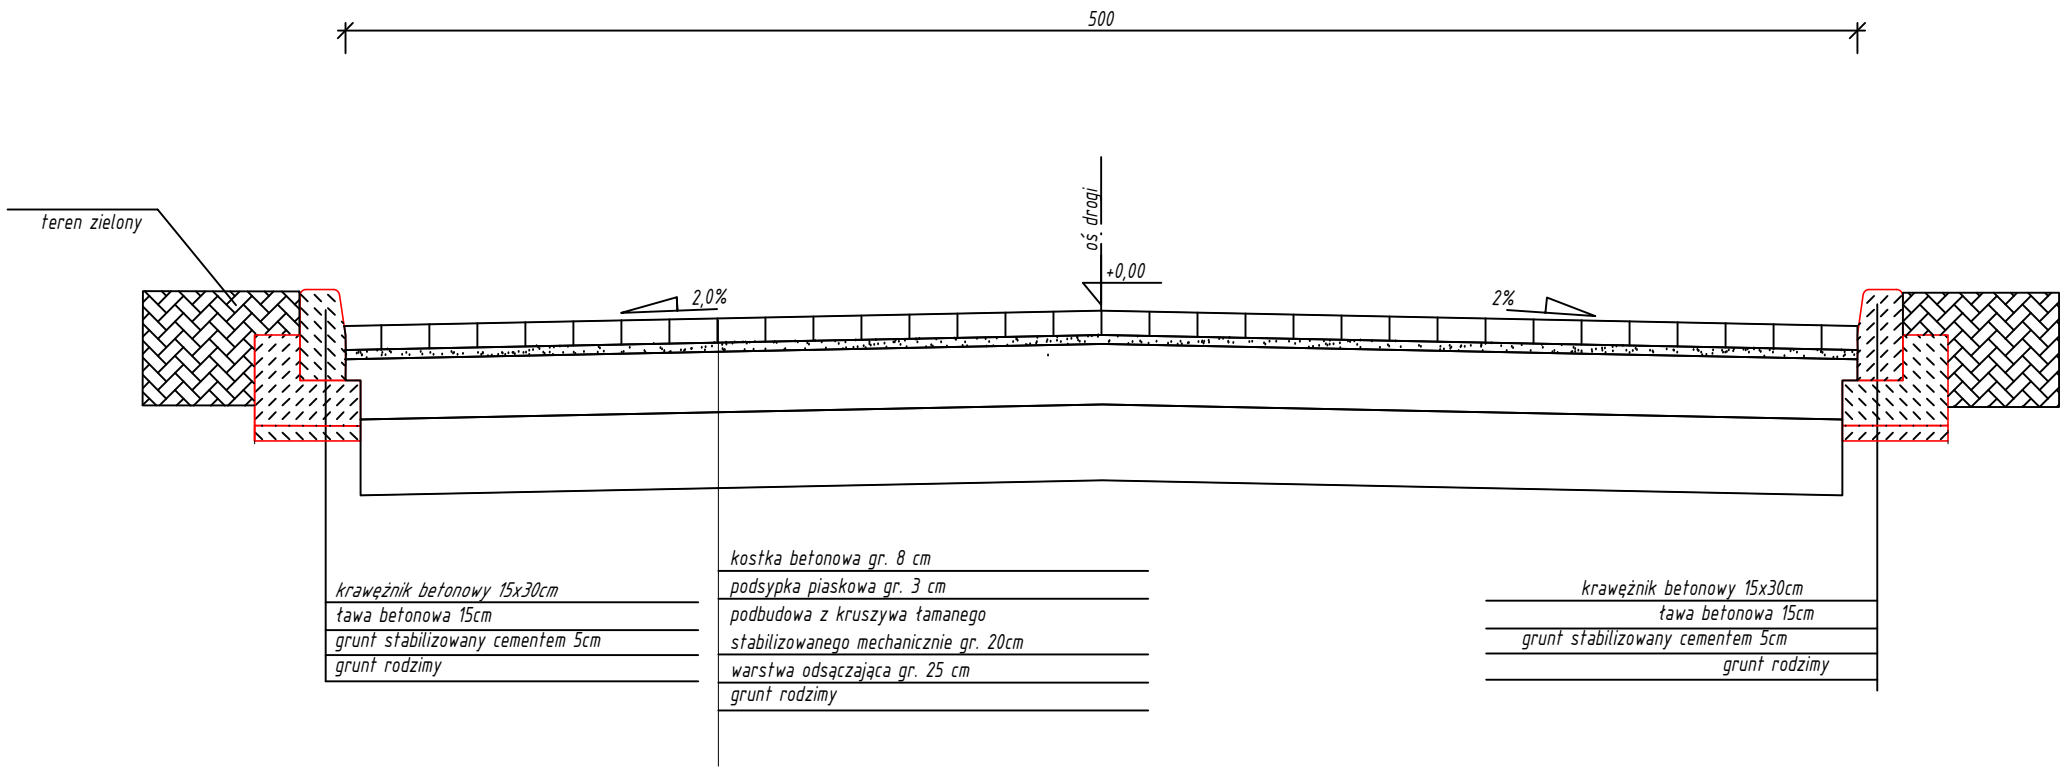 500
oś drogi
teren zielony
+0,00
2,0%
2%
krawężnik betonowy 15x30cm
ława betonowa 15cm
grunt stabilizowany cementem 5cm
grunt rodzimy
kostka betonowa gr. 8 cm
podsypka piaskowa gr. 3 cm
podbudowa z kruszywa łamanego
stabilizowanego mechanicznie gr. 20cm
warstwa odsączająca gr. 25 cm
grunt rodzimy
krawężnik betonowy 15x30cm
ława betonowa 15cm
grunt stabilizowany cementem 5cm
grunt rodzimy